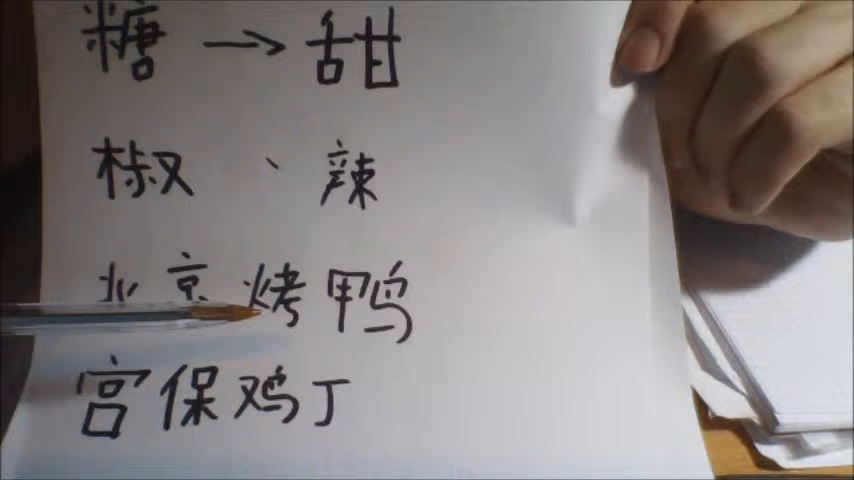 糖 → 甜
椒 、 辣
北京烤鸭
宫保鸡丁